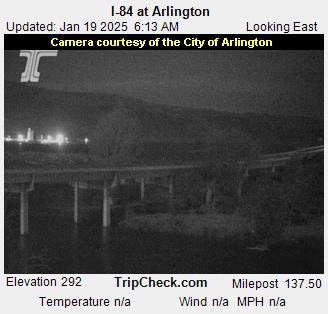 I-84 at Arlington
Updated: Jan 19 2025 6:13 AM Looking East
Camera courtesy of the City of Arlington
Elevation 292 TripCheck.com Milepost 137.50
Temperature n/a Wind n/a MPH n/a